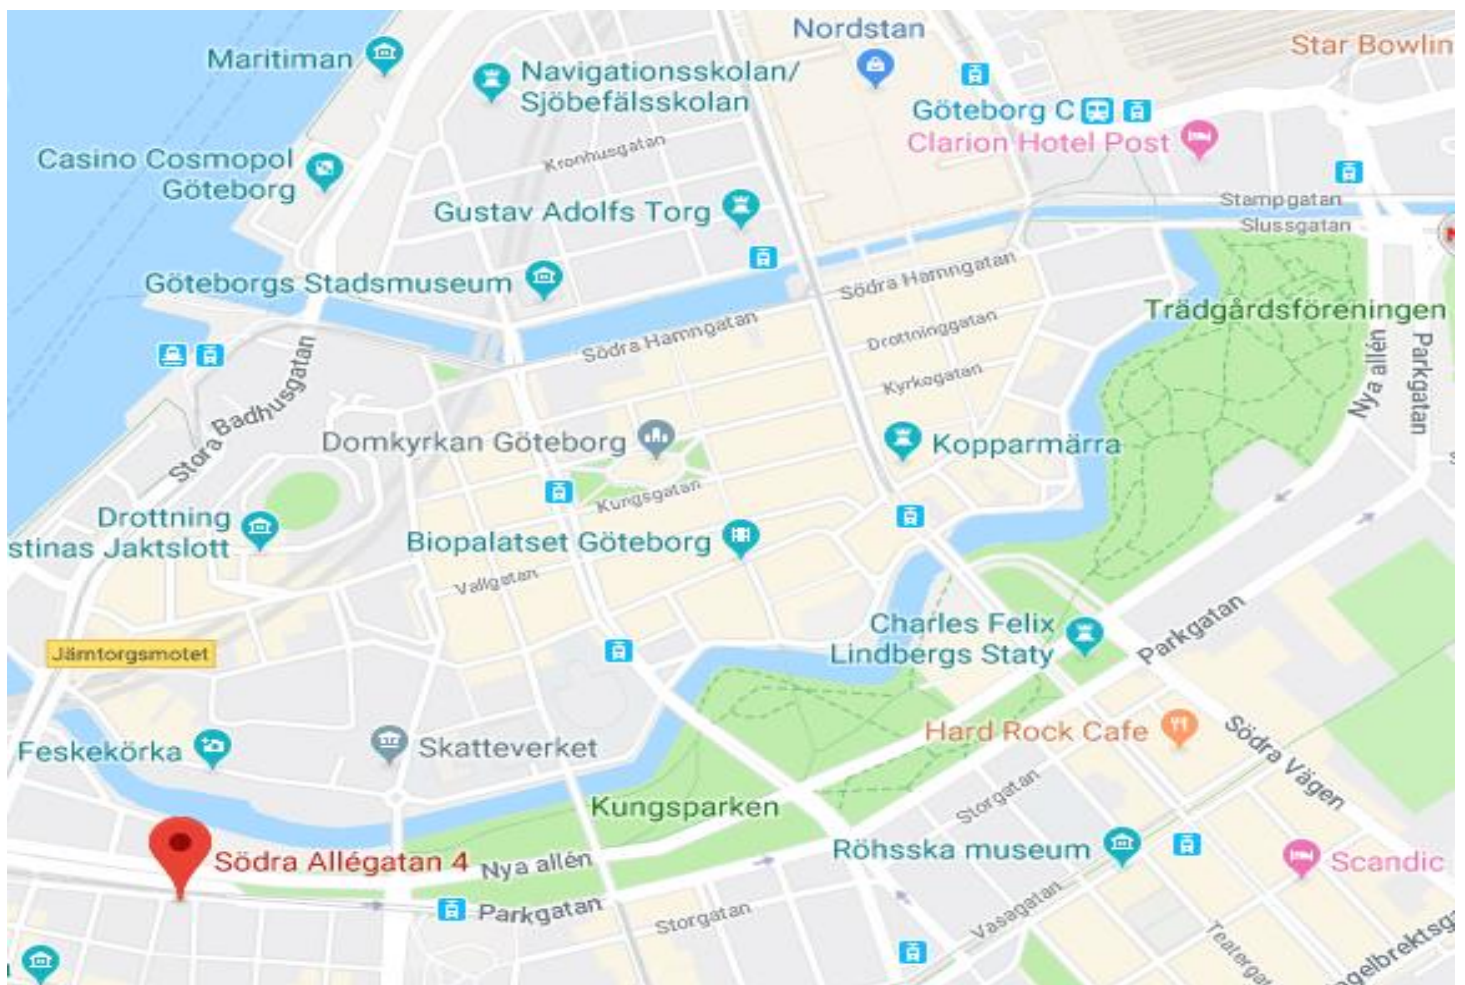 Nordstan
Star Bowlin
Maritiman
Navigationsskolan/
Sjöbefälsskolan
Göteborg C
Clarion Hotel Post
Kronhusgatan
Casino Cosmopol
Göteborg
Gustav Adolfs Torg
Stampgatan
Slussgatan
Göteborgs Stadsmuseum
Södra Hamngatan
Trädgårdsföreningen
Södra Hamngatan
Drottninggatan
Nya allén
Parkgatan
Stora Badhusgatan
Kyrkogatan
Domkyrkan Göteborg
Kopparmärra
Kungsgatan
Drottning
stinas Jaktslott
Biopalatset Göteborg
Vallgatan
Charles Felix
Lindbergs Staty
Parkgatan
Järntorgsmotet
Feskekörka
Skatteverket
Hard Rock Cafe
Södra Vägen
Kungsparken
Storgatan
Södra Allégatan 4
Nya allén
Röhsska museum
Scandic
Parkgatan
Storgatan
Vasagatan
Teaterga
gelbrektsga